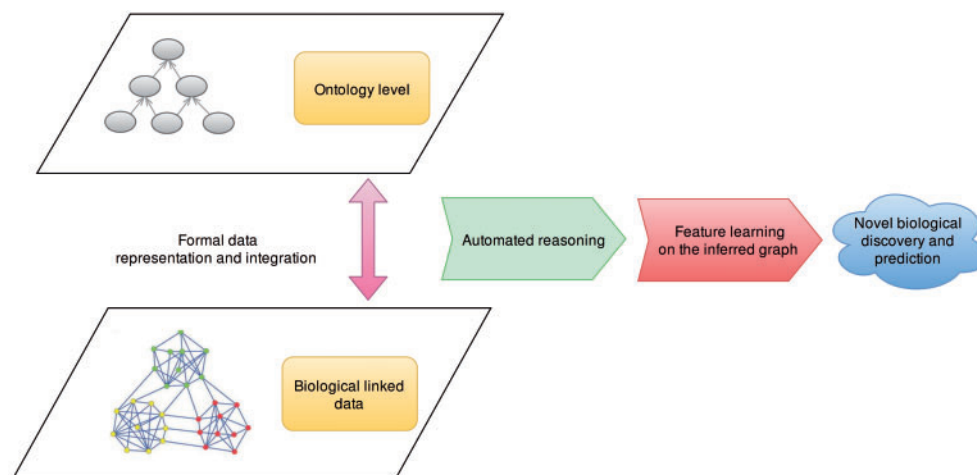 Ontology level
Formal data
representation and integration
Automated reasoning
Feature learning
on the inferred graph
Novel biological
discovery and
prediction
Biological linked
data